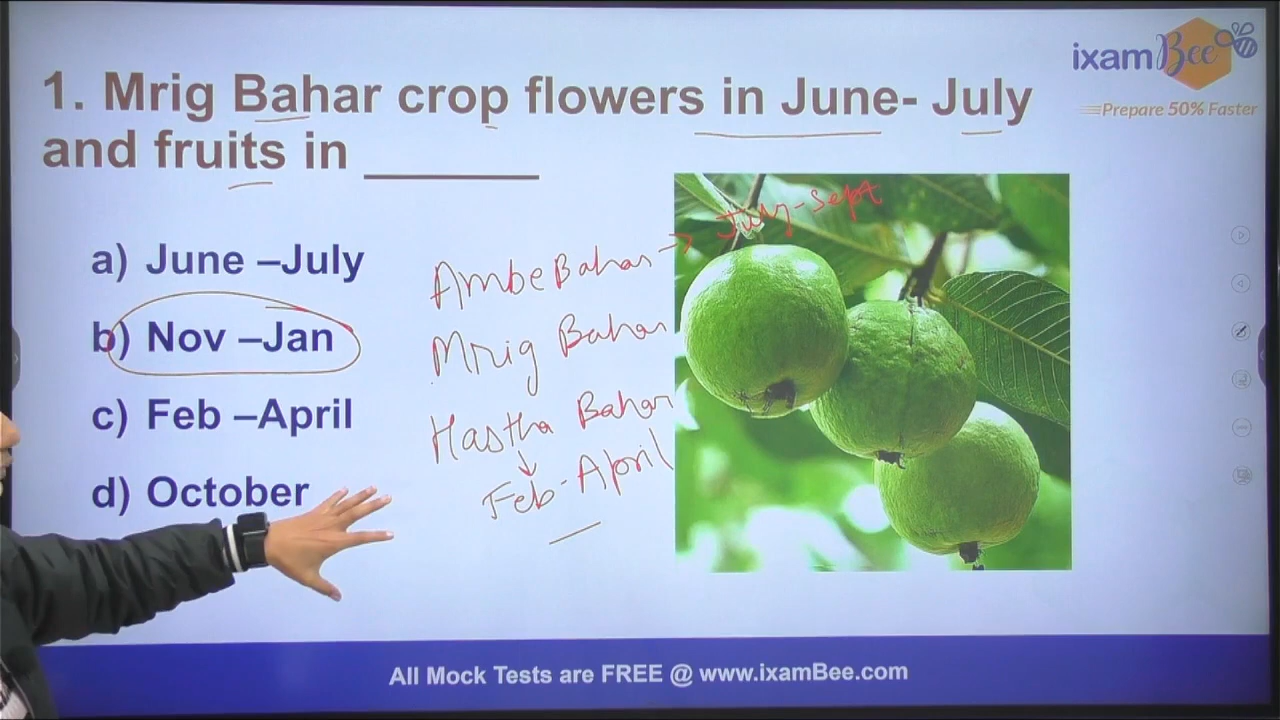 ixamBee
Prepare 50% Faster
1. Mrig Bahar crop flowers in June- July
and fruits in ________
a) June –July
b) Nov –Jan
c) Feb –April
d) October
Ambe Bahar → July-Sept
Mrig Bahar
Hastha Bahar
↓
Feb-April
All Mock Tests are FREE @ www.ixamBee.com